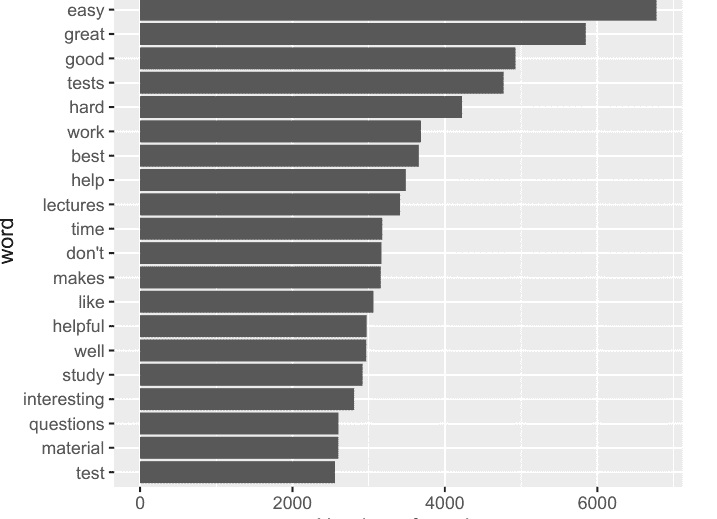 easy
great
good
tests
hard
work
best
help
lectures
time
don't
makes
like
helpful
well
study
interesting
questions
material
test
word
0 2000 4000 6000